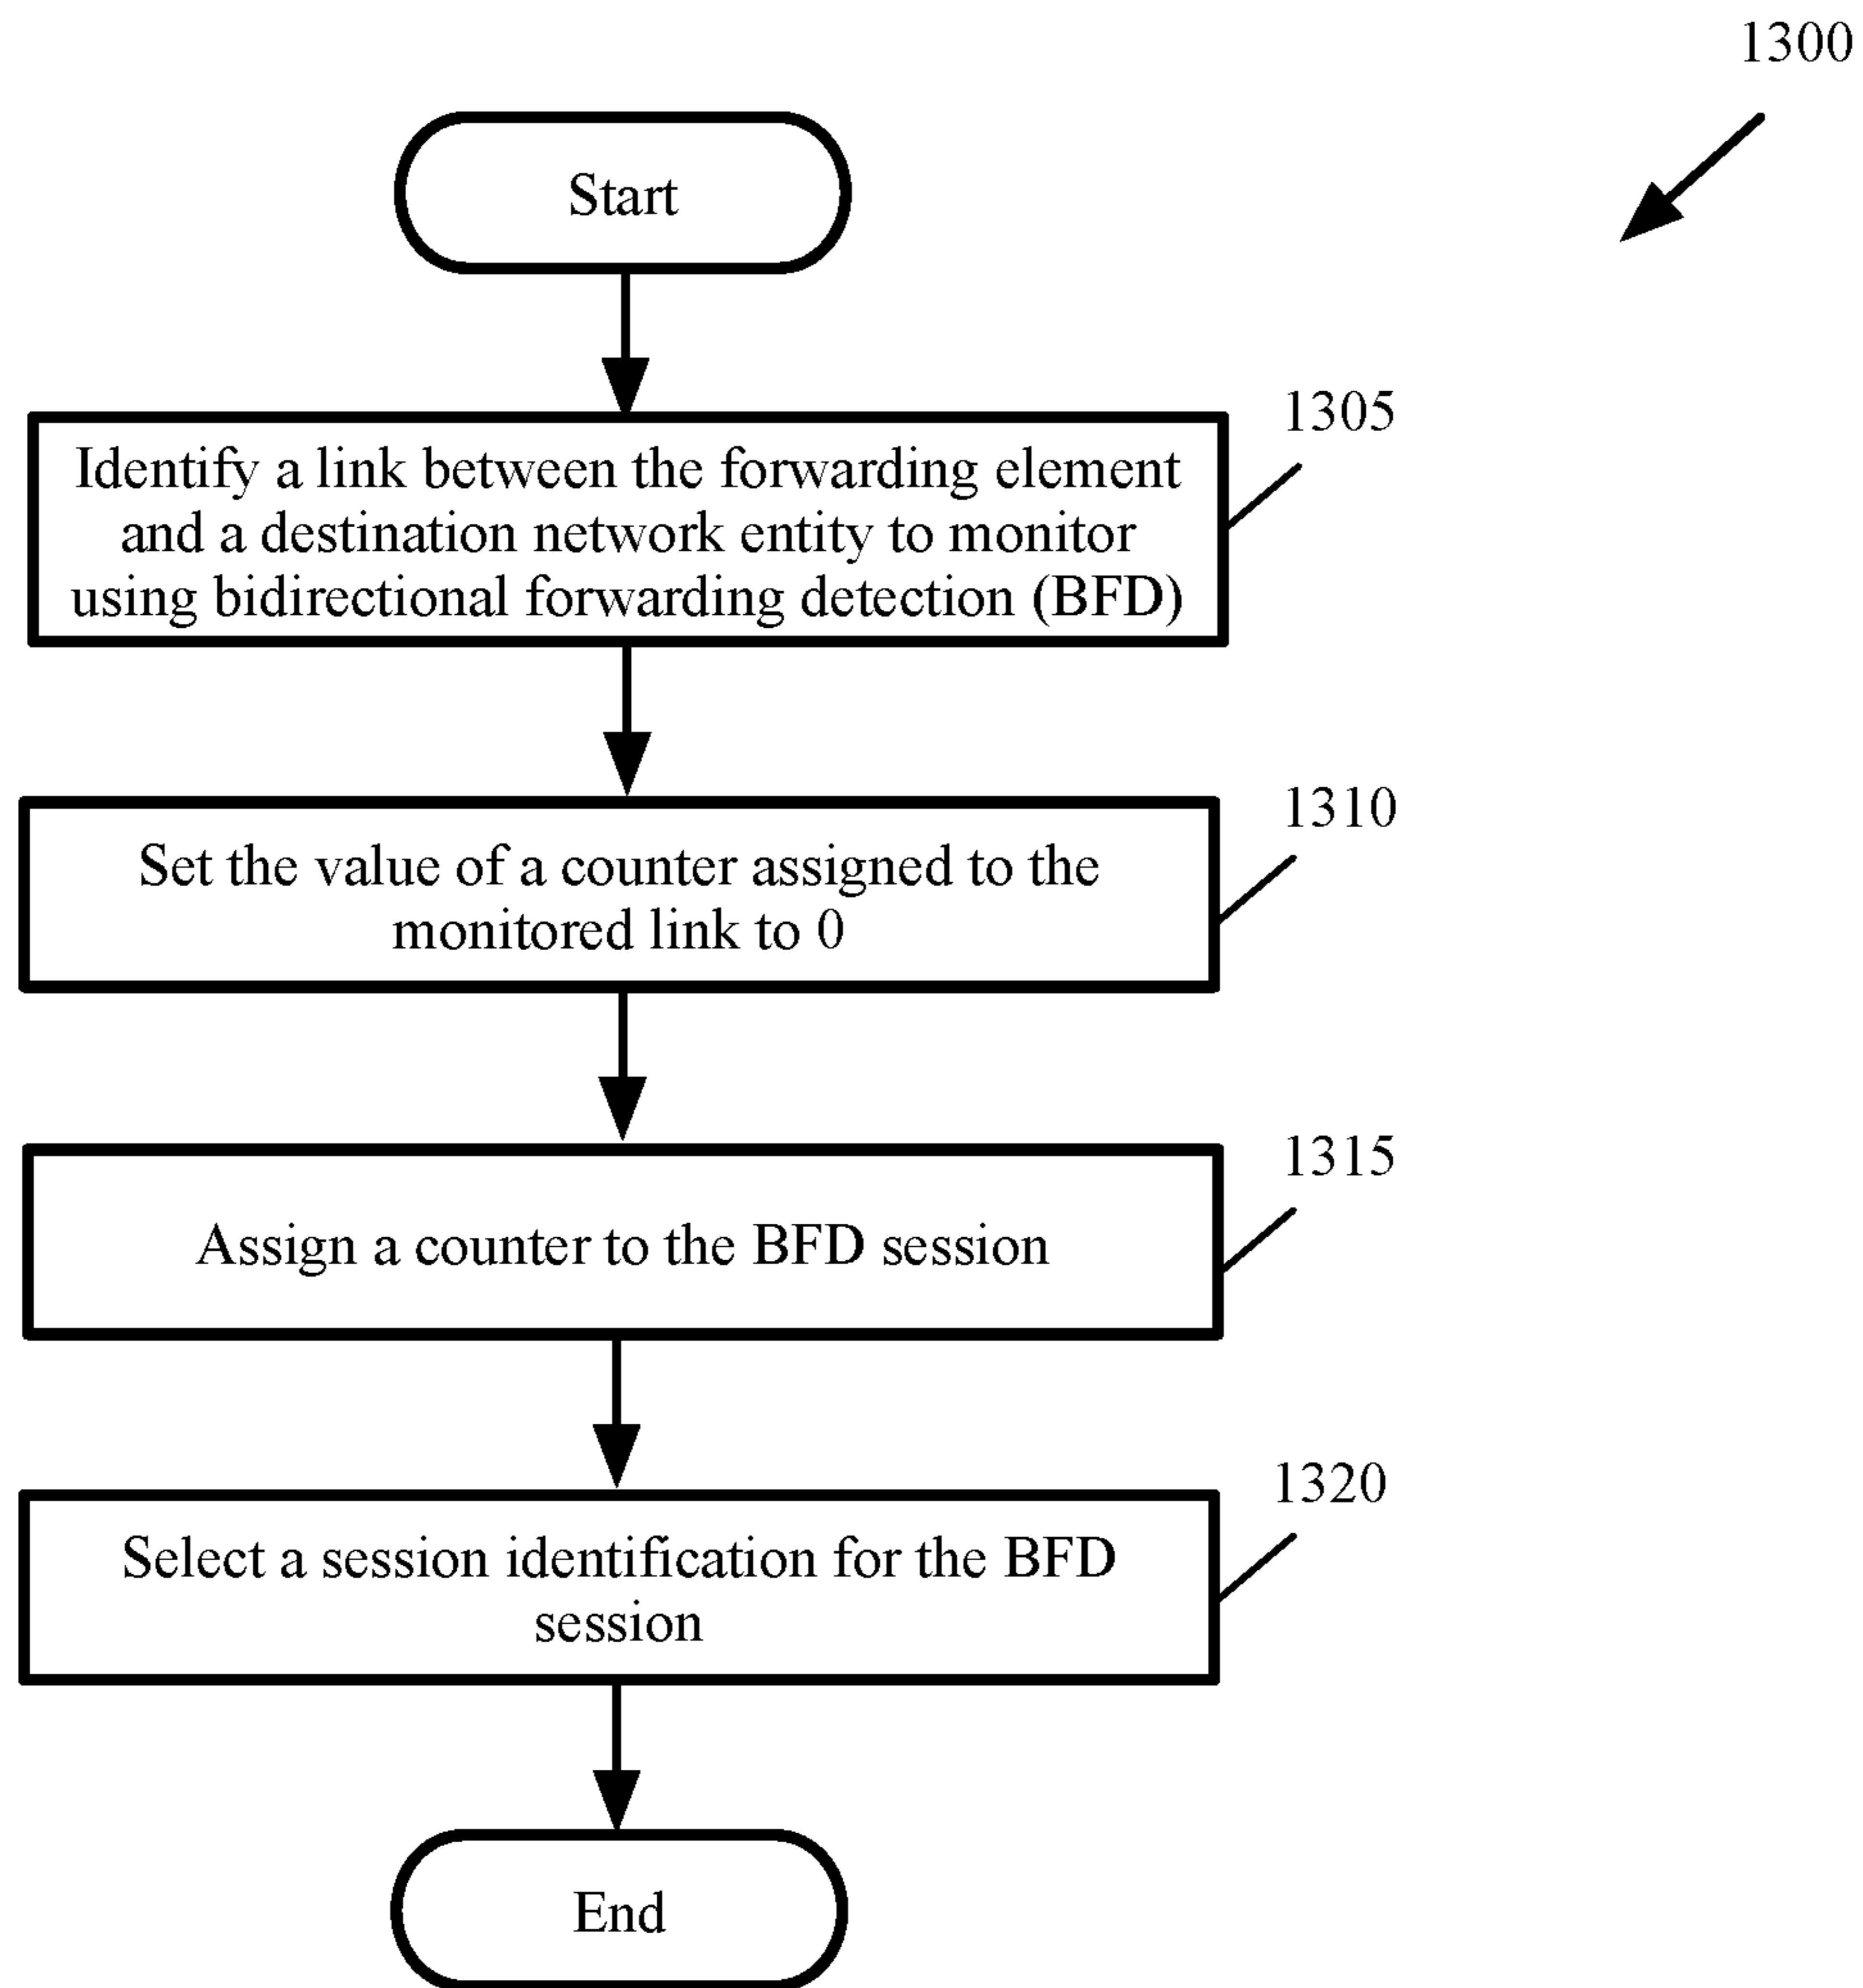 1300
Start
1305
Identify a link between the forwarding element
and a destination network entity to monitor
using bidirectional forwarding detection (BFD)
1310
Set the value of a counter assigned to the
monitored link to 0
1315
Assign a counter to the BFD session
1320
Select a session identification for the BFD
session
End